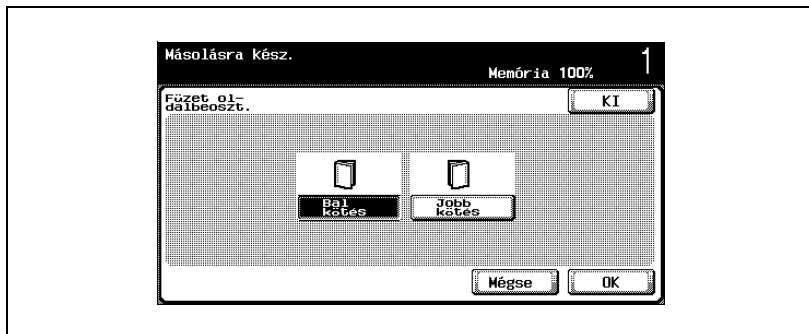 Másolásra kész.
Memória 100%
1
Füzet ol-
dalbeoszt.
KI
Bal
kötés
Jobb
kötés
Mégse
OK